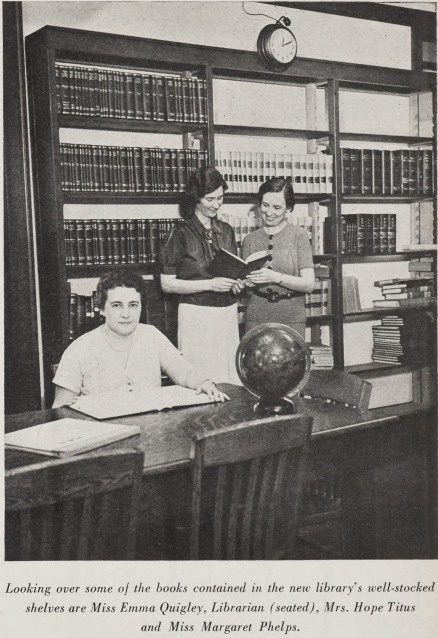 Looking over some of the books contained in the new library's well-stocked
shelves are Miss Emma Quigley, Librarian (seated), Mrs. Hope Titus
and Miss Margaret Phelps.